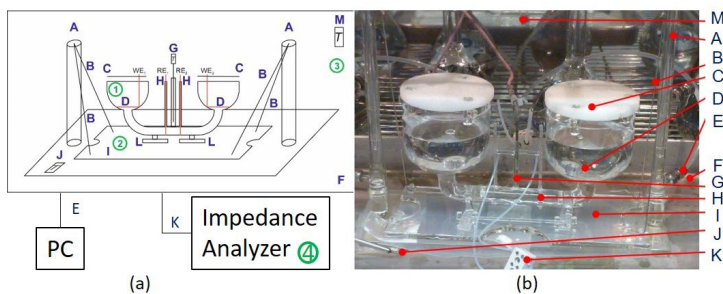 A
A
M
T
G
T
3
B
C
WE1
RE1
RE2
WE2
C
B
H
H
1
D
D
B
B
2
L
L
I
J
F
E
K
PC
Impedance
Analyzer 4
(a)
M
A
B
C
D
E
F
G
H
I
J
K
(b)